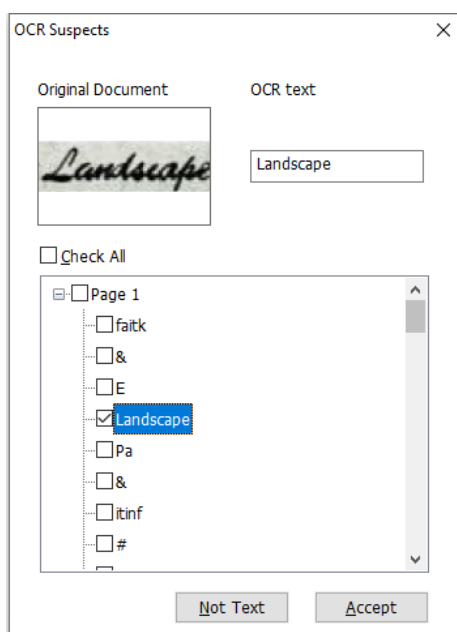 OCR Suspects
Original Document
OCR text
Landscape
Landscape
Check All
Page 1
faitk
&
E
Landscape
Pa
&
itinf
#
Not Text
Accept